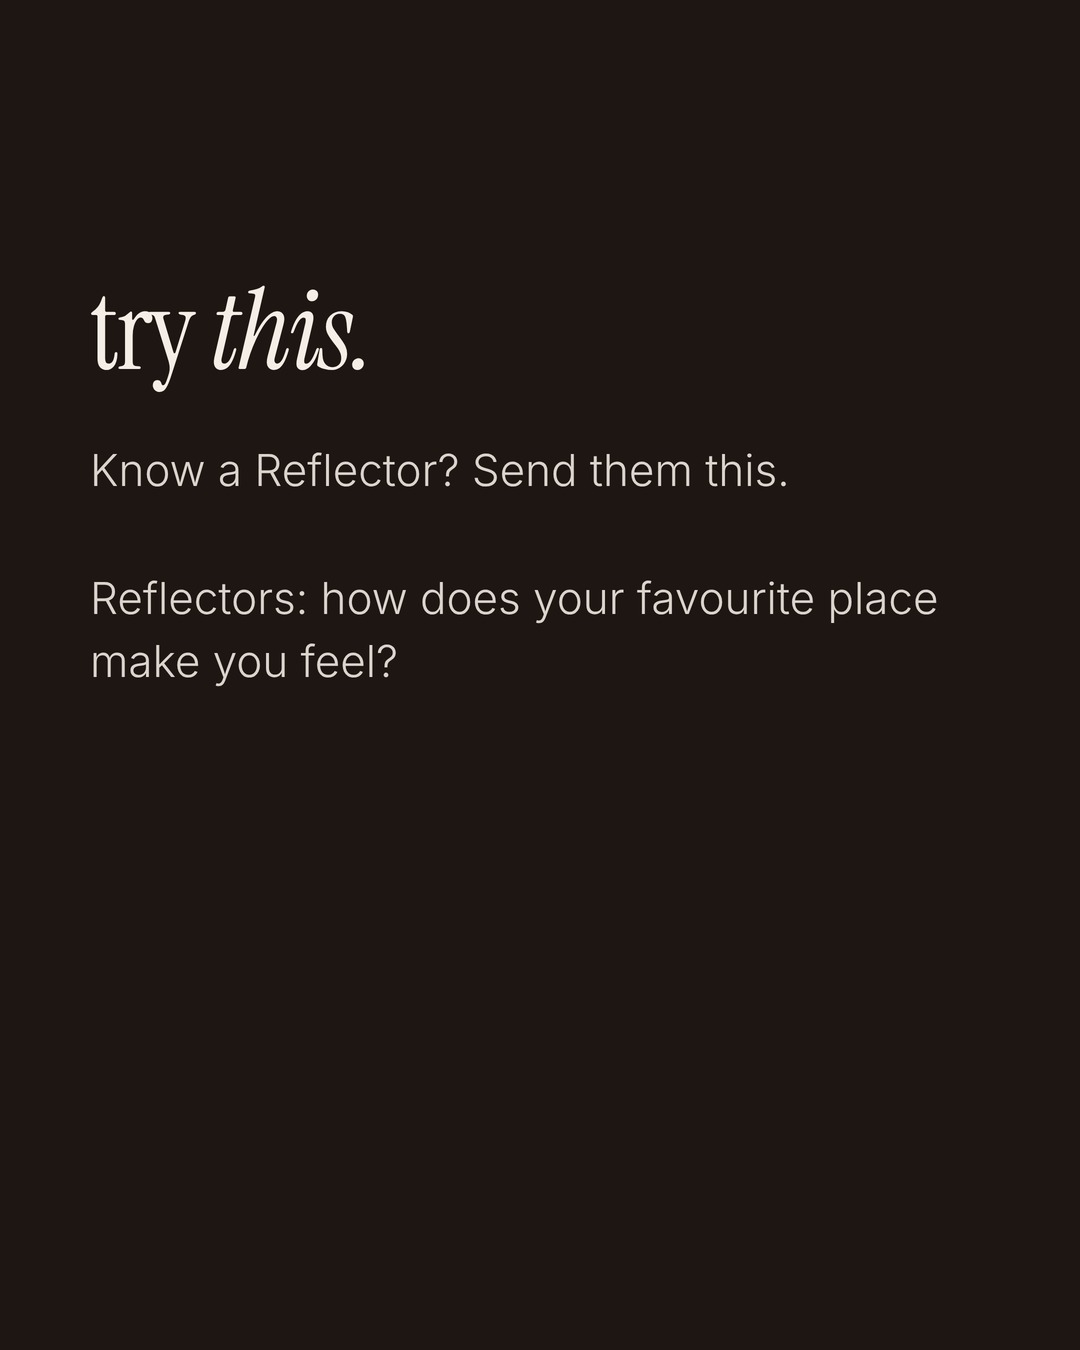 try this.
Know a Reflector? Send them this.
Reflectors: how does your favourite place
make you feel?